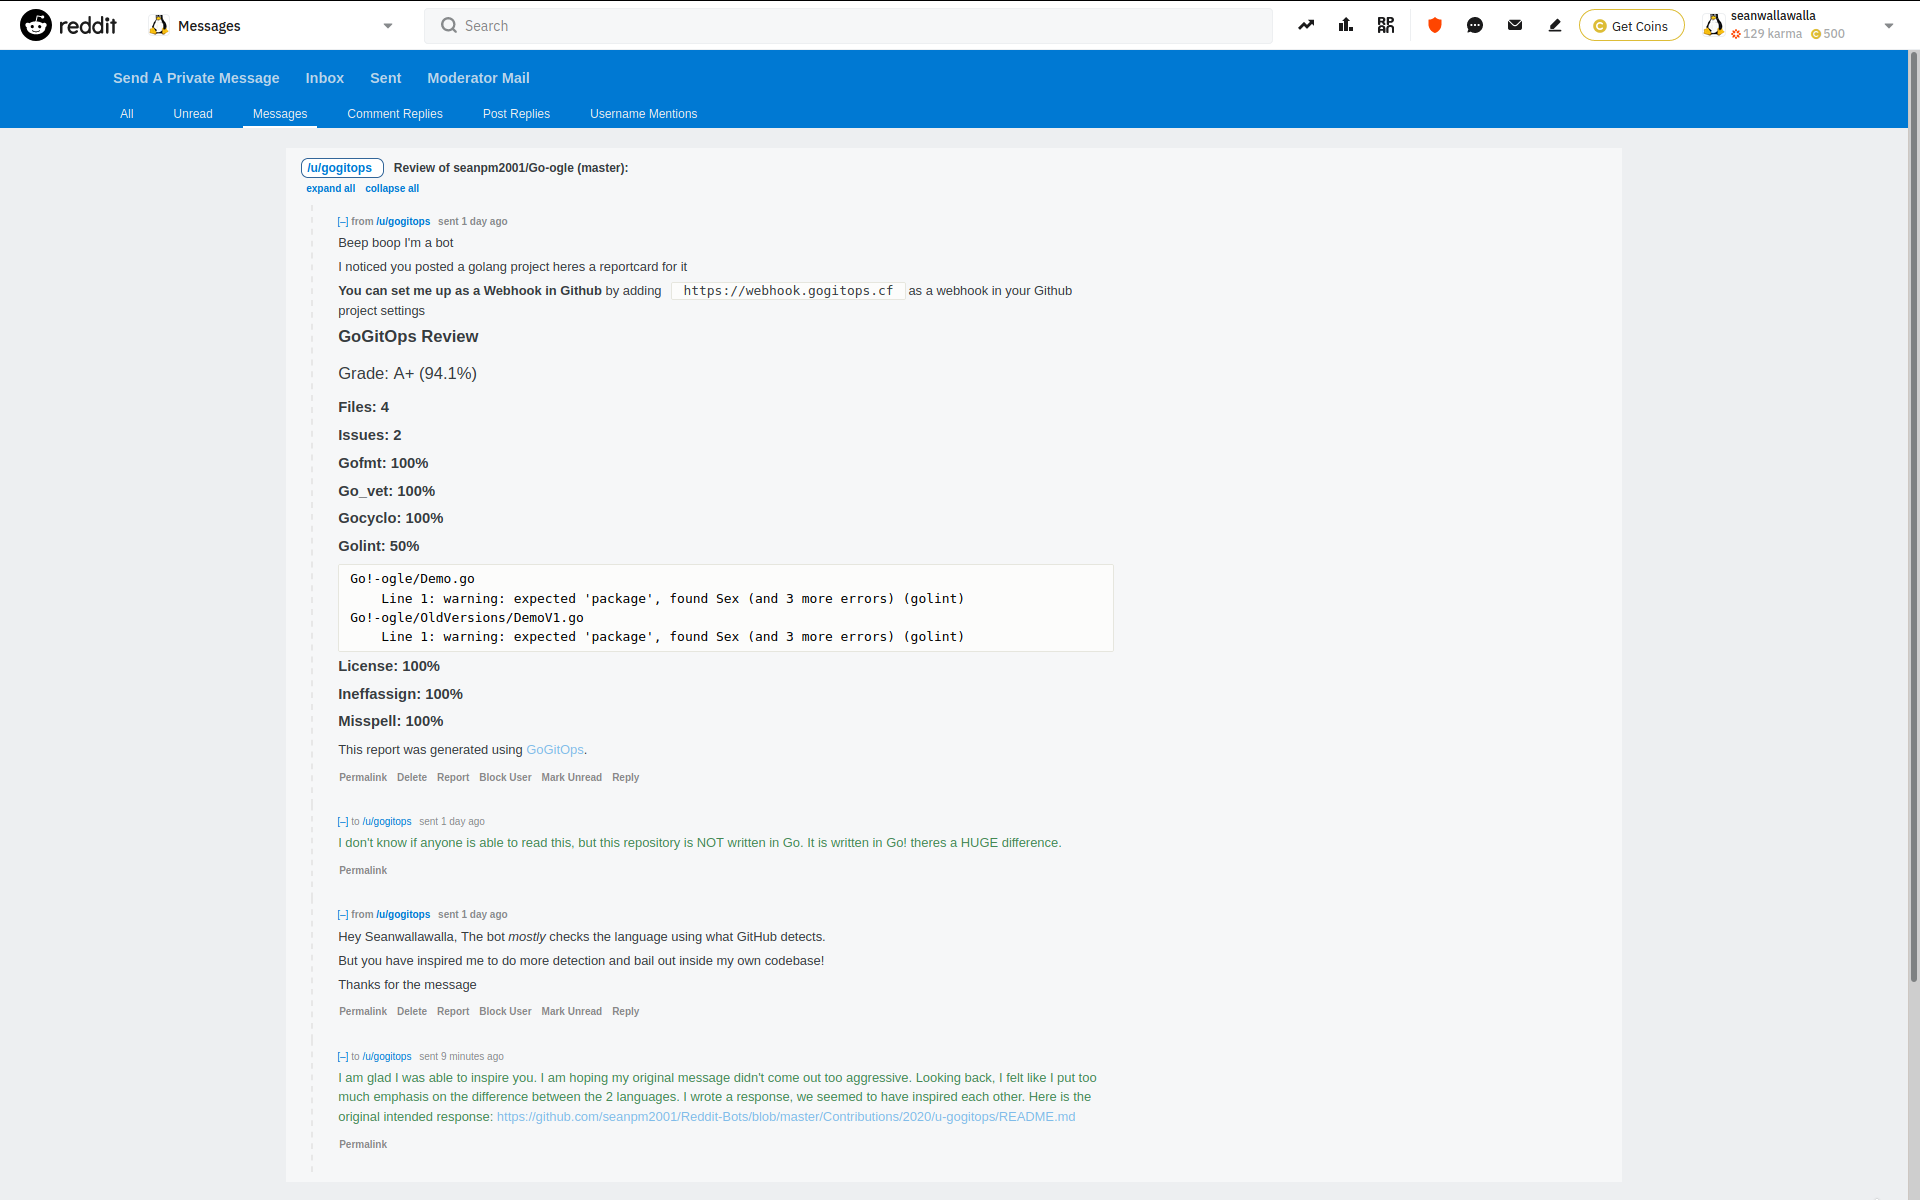 reddit Messages Search RPAN Get Coins seanwallawalla
129 karma 500
Send A Private Message Inbox Sent Moderator Mail
All Unread Messages Comment Replies Post Replies Username Mentions
/u/gogitops Review of seanpm2001/Go-ogle (master):
expand all collapse all
[–] from /u/gogitops sent 1 day ago
Beep boop I'm a bot
I noticed you posted a golang project heres a reportcard for it
You can set me up as a Webhook in Github by adding https://webhook.gogitops.cf as a webhook in your Github
project settings
GoGitOps Review
Grade: A+ (94.1%)
Files: 4
Issues: 2
Gofmt: 100%
Go_vet: 100%
Gocyclo: 100%
Golint: 50%
Go!-ogle/Demo.go
Line 1: warning: expected 'package', found Sex (and 3 more errors) (golint)
Go!-ogle/OldVersions/DemoV1.go
Line 1: warning: expected 'package', found Sex (and 3 more errors) (golint)
License: 100%
Ineffassign: 100%
Misspell: 100%
This report was generated using GoGitOps.
Permalink Delete Report Block User Mark Unread Reply
[–] to /u/gogitops sent 1 day ago
I don't know if anyone is able to read this, but this repository is NOT written in Go. It is written in Go! theres a HUGE difference.
Permalink
[–] from /u/gogitops sent 1 day ago
Hey Seanwallawalla, The bot mostly checks the language using what GitHub detects.
But you have inspired me to do more detection and bail out inside my own codebase!
Thanks for the message
Permalink Delete Report Block User Mark Unread Reply
[–] to /u/gogitops sent 9 minutes ago
I am glad I was able to inspire you. I am hoping my original message didn't come out too aggressive. Looking back, I felt like I put too
much emphasis on the difference between the 2 languages. I wrote a response, we seemed to have inspired each other. Here is the
original intended response: https://github.com/seanpm2001/Reddit-Bots/blob/master/Contributions/2020/u-gogitops/README.md
Permalink